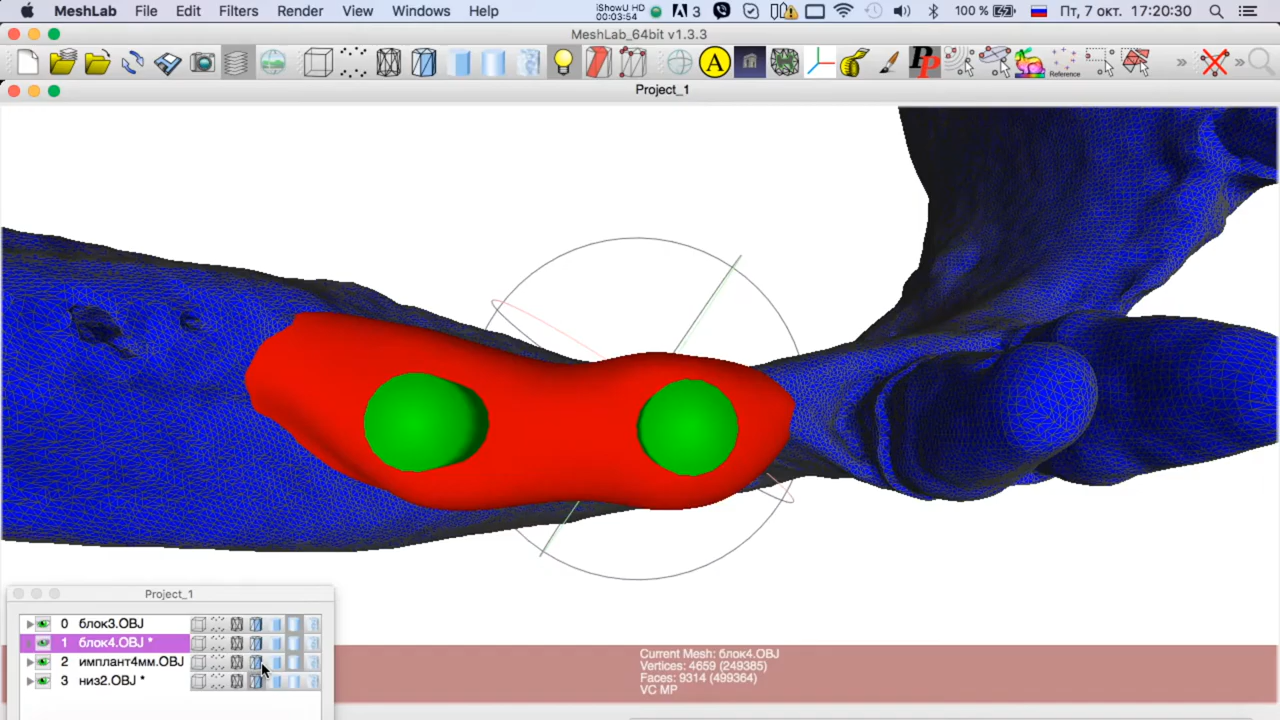 MeshLab File Edit Filters Render View Windows Help iShowU HD 00:03:54 3 100 % Пт, 7 окт. 17:20:30
MeshLab_64bit v1.3.3
A PP Reference » »
Project_1
Project_1
0 блок3.OBJ
1 блок4.OBJ *
2 имплант4мм.OBJ
3 низ2.OBJ *
Current Mesh: блок4.OBJ
Vertices: 4659 (249385)
Faces: 9314 (499364)
VC MP